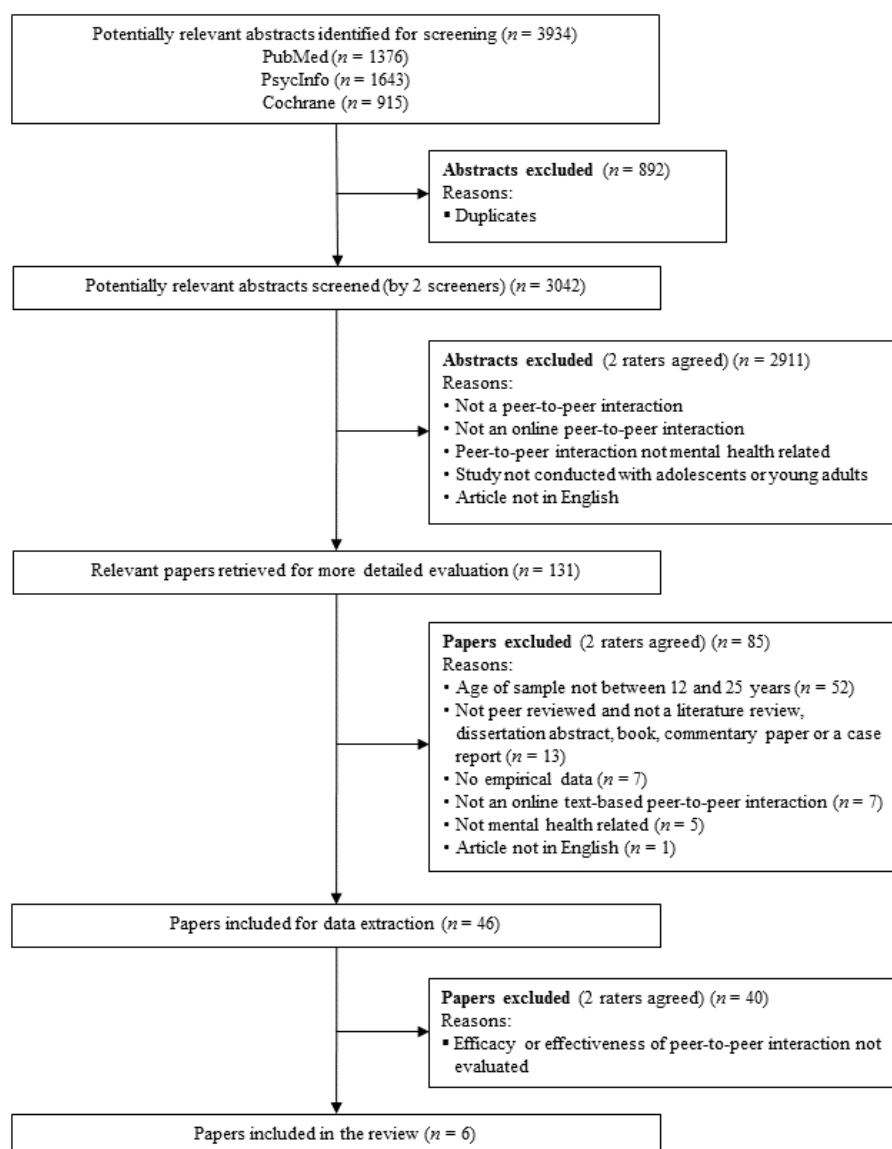 Potentially relevant abstracts identified for screening (n = 3934)
PubMed (n = 1376)
PsycInfo (n = 1643)
Cochrane (n = 915)
Abstracts excluded (n = 892)
Reasons:
▪ Duplicates
Potentially relevant abstracts screened (by 2 screeners) (n = 3042)
Abstracts excluded (2 raters agreed) (n = 2911)
Reasons:
• Not a peer-to-peer interaction
• Not an online peer-to-peer interaction
• Peer-to-peer interaction not mental health related
• Study not conducted with adolescents or young adults
• Article not in English
Relevant papers retrieved for more detailed evaluation (n = 131)
Papers excluded (2 raters agreed) (n = 85)
Reasons:
• Age of sample not between 12 and 25 years (n = 52)
• Not peer reviewed and not a literature review,
dissertation abstract, book, commentary paper or a case
report (n = 13)
• No empirical data (n = 7)
• Not an online text-based peer-to-peer interaction (n = 7)
• Not mental health related (n = 5)
• Article not in English (n = 1)
Papers included for data extraction (n = 46)
Papers excluded (2 raters agreed) (n = 40)
Reasons:
▪ Efficacy or effectiveness of peer-to-peer interaction not
evaluated
Papers included in the review (n = 6)